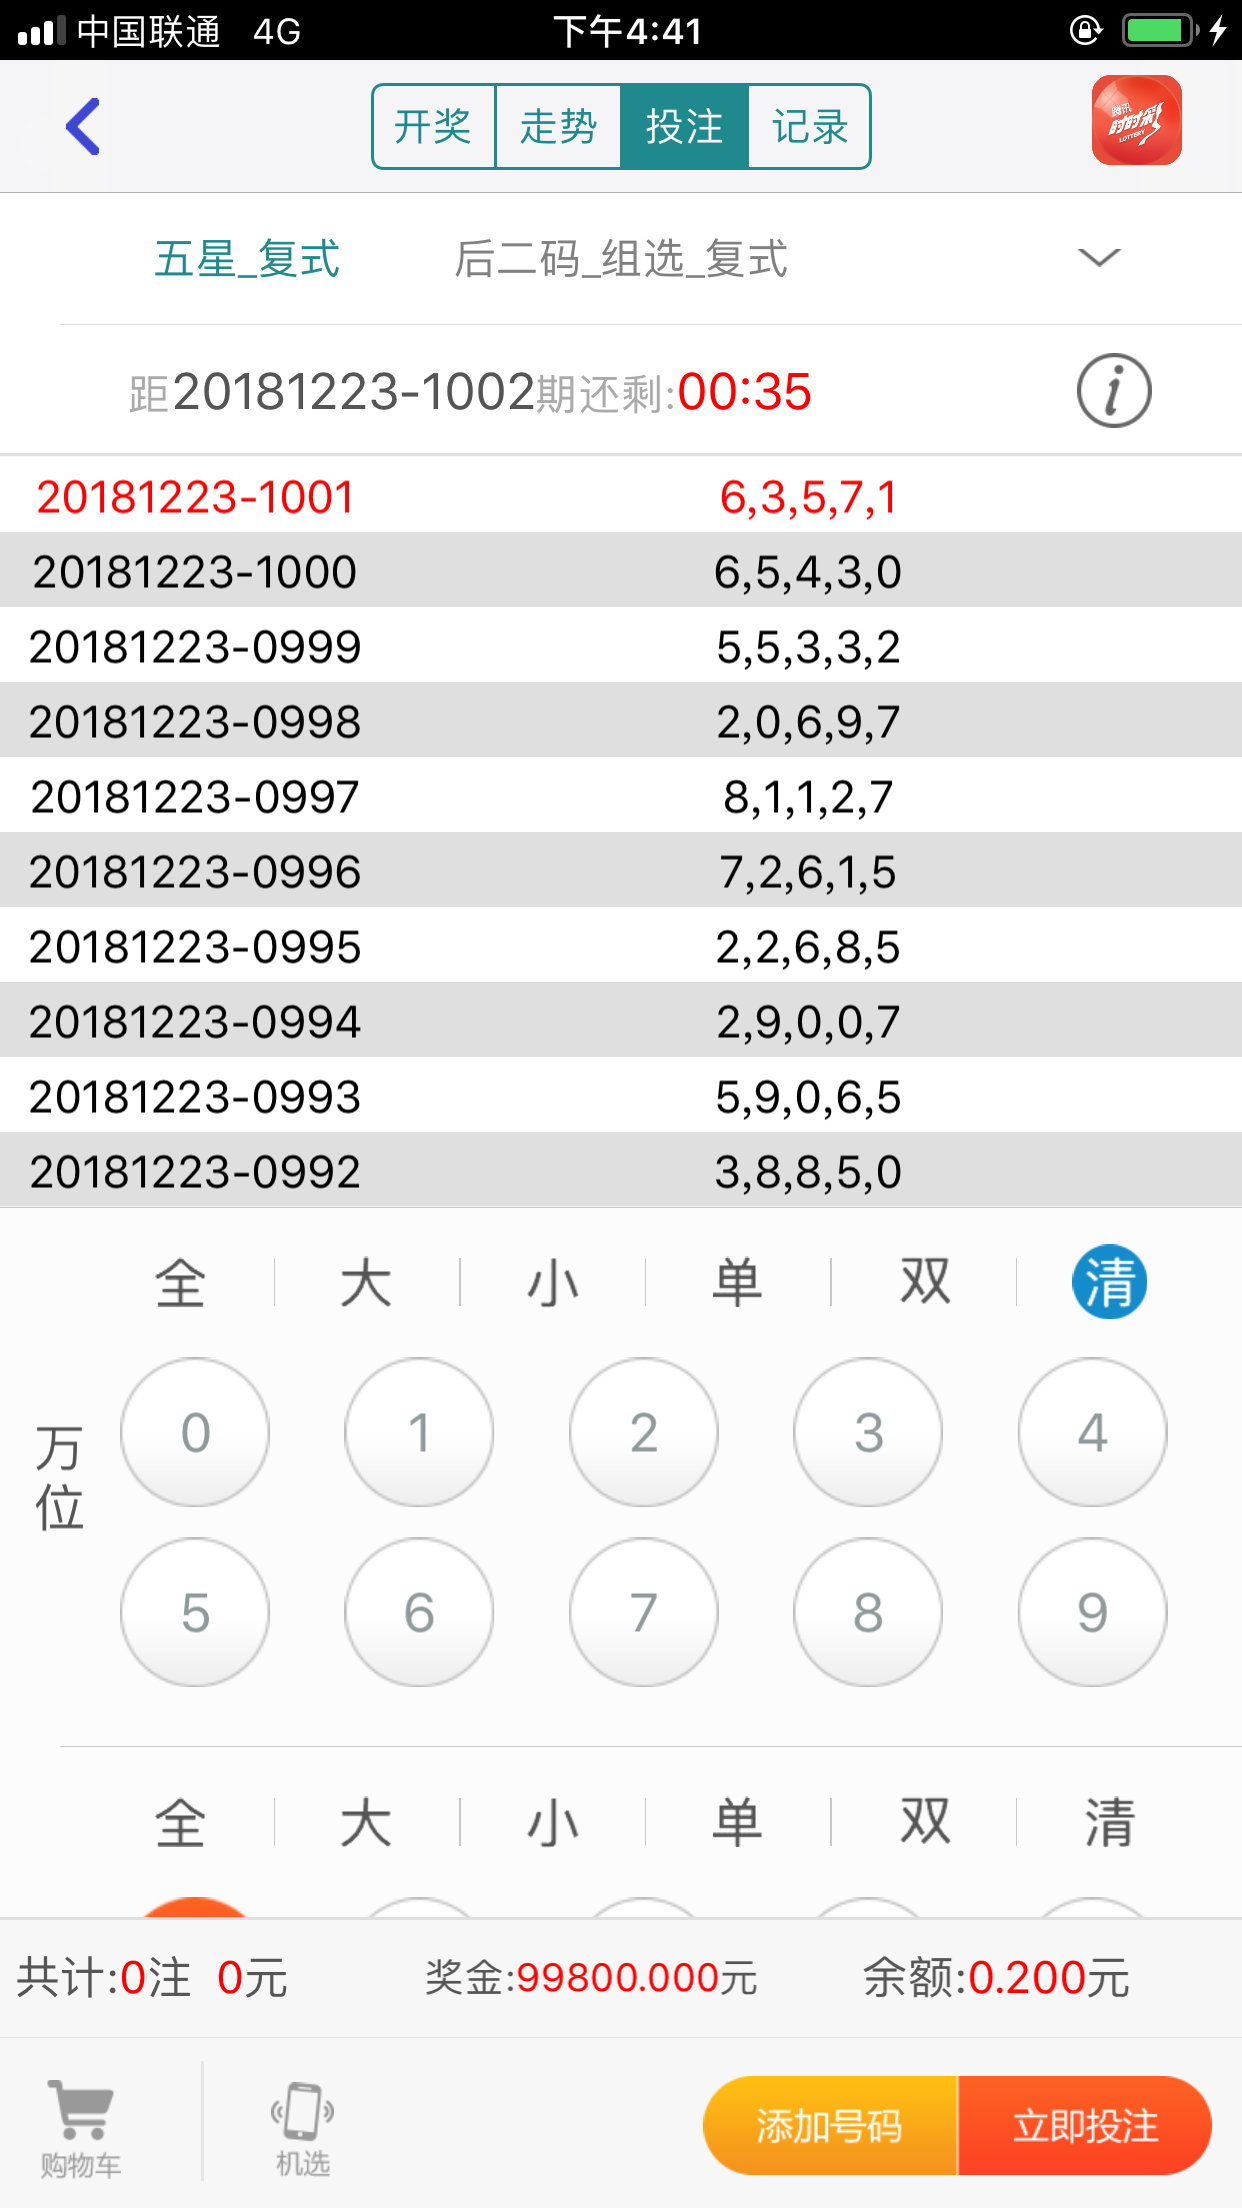 中国联通 4G 下午4:41
开奖 走势 投注 记录
腾讯
时时彩
LOTTERY
五星_复式 后二码_组选_复式
距20181223-1002期还剩:00:35
20181223-1001 6,3,5,7,1
20181223-1000 6,5,4,3,0
20181223-0999 5,5,3,3,2
20181223-0998 2,0,6,9,7
20181223-0997 8,1,1,2,7
20181223-0996 7,2,6,1,5
20181223-0995 2,2,6,8,5
20181223-0994 2,9,0,0,7
20181223-0993 5,9,0,6,5
20181223-0992 3,8,8,5,0
全 大 小 单 双 清
万位
0 1 2 3 4
5 6 7 8 9
全 大 小 单 双 清
共计:0注 0元 奖金:99800.000元 余额:0.200元
购物车 机选 添加号码 立即投注